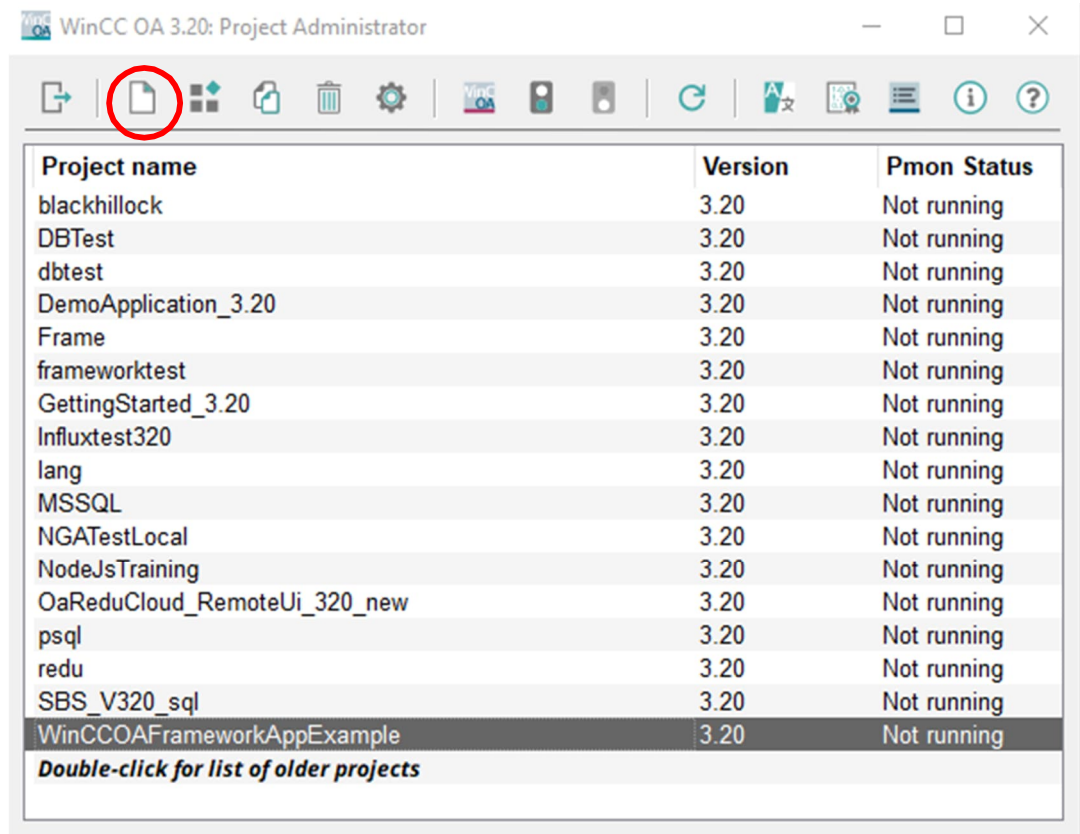 WinCC OA 3.20: Project Administrator
Project name Version Pmon Status
blackhillock 3.20 Not running
DBTest 3.20 Not running
dbtest 3.20 Not running
DemoApplication_3.20 3.20 Not running
Frame 3.20 Not running
frameworktest 3.20 Not running
GettingStarted_3.20 3.20 Not running
Influxtest320 3.20 Not running
lang 3.20 Not running
MSSQL 3.20 Not running
NGATestLocal 3.20 Not running
NodeJsTraining 3.20 Not running
OaReduCloud_RemoteUi_320_new 3.20 Not running
psql 3.20 Not running
redu 3.20 Not running
SBS_V320_sql 3.20 Not running
WinCCOAFrameworkAppExample 3.20 Not running
Double-click for list of older projects